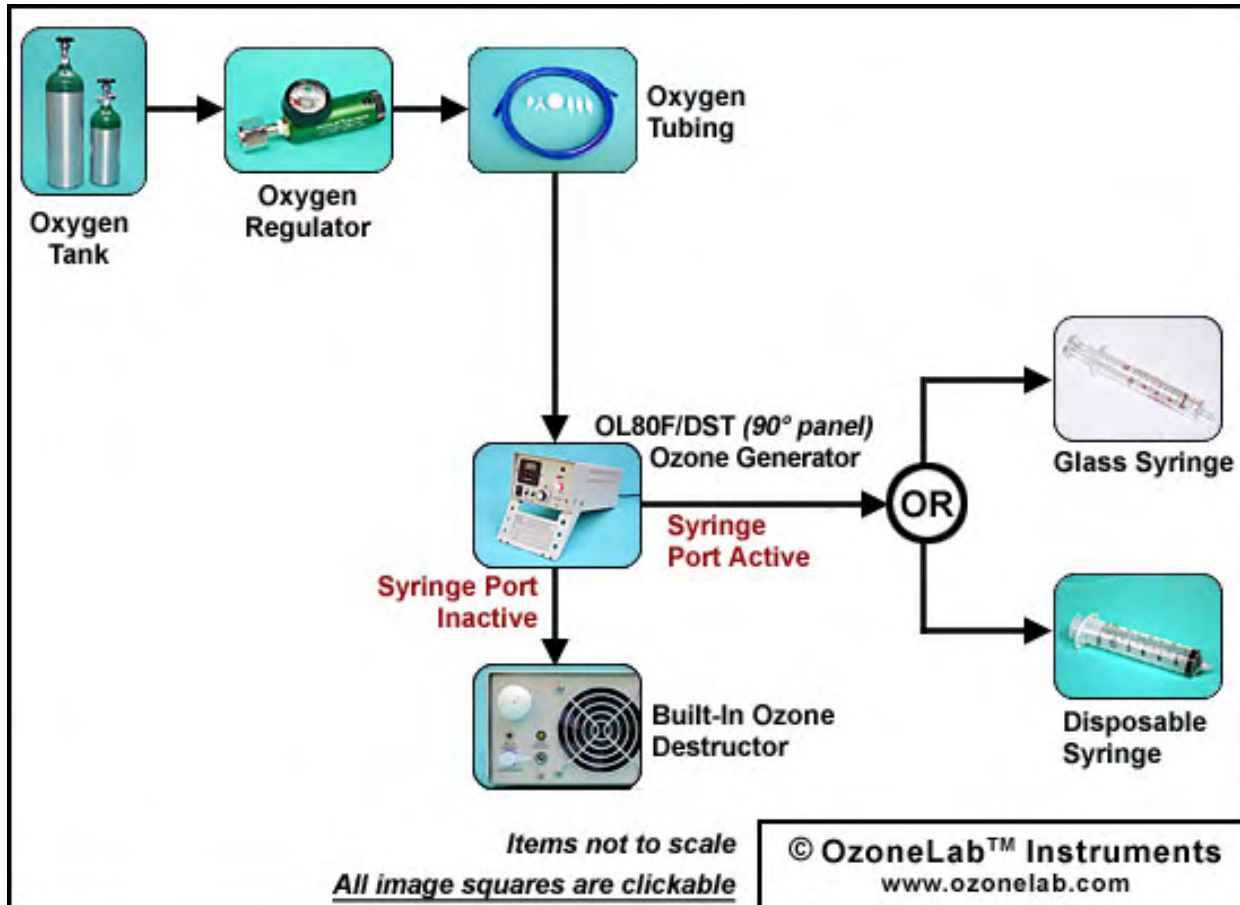 Oxygen
Tank
Oxygen
Regulator
Oxygen
Tubing
OL80F/DST (90° panel)
Ozone Generator
Syringe
Port Active
OR
Glass Syringe
Disposable
Syringe
Syringe Port
Inactive
Built-In Ozone
Destructor
Items not to scale
All image squares are clickable
© OzoneLab™ Instruments
www.ozonelab.com